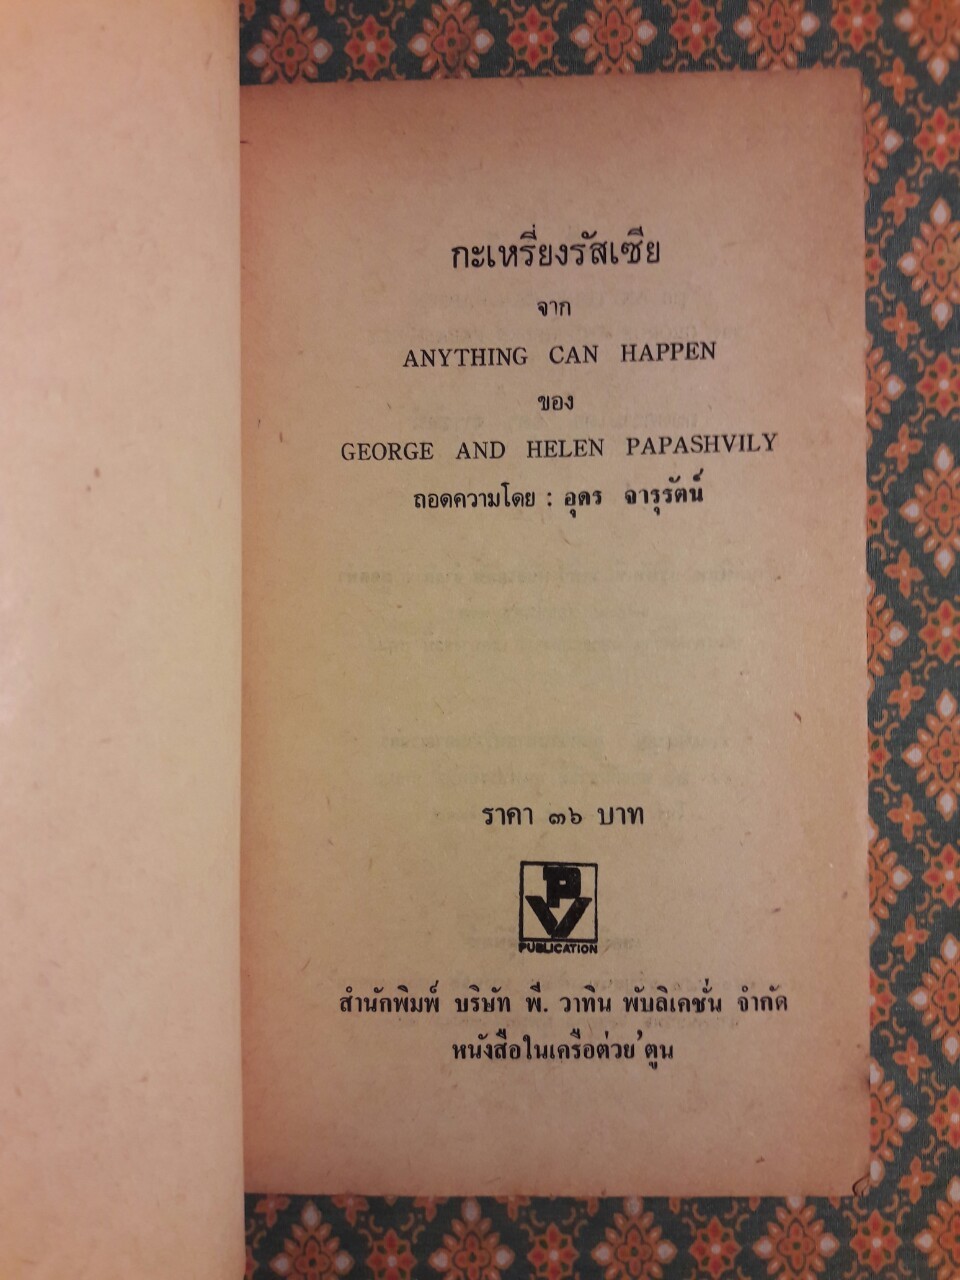 กะเหรี่ยงรัสเซีย
จาก
ANYTHING CAN HAPPEN
ของ
GEORGE AND HELEN PAPASHVILY
ถอดความโดย : อุดร จารุรัตน์
ราคา ๓๖ บาท
PV
PUBLICATION
สำนักพิมพ์ บริษัท พี. วาทิน พับลิเคชั่น จำกัด
หนังสือในเครือต่วย'ตูน